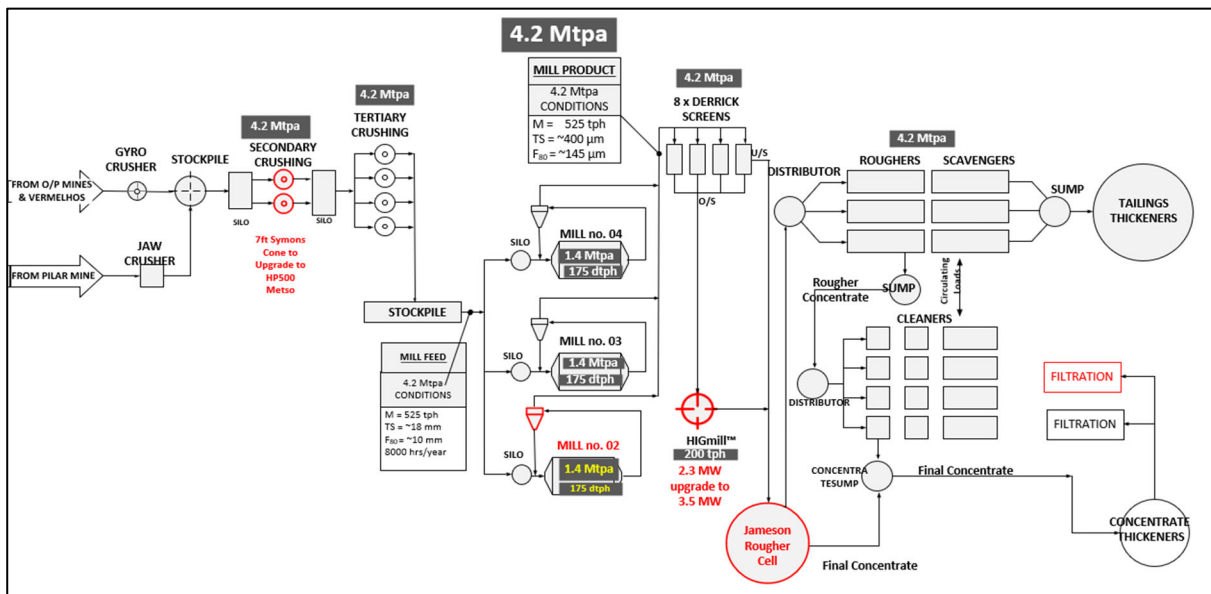 4.2 Mtpa
MILL PRODUCT
4.2 Mtpa
CONDITIONS
M = 525 tph
TS = ~400 µm
F80 = ~145 µm
4.2 Mtpa
8 x DERRICK
SCREENS
U/S
O/S
4.2 Mtpa
TERTIARY
CRUSHING
4.2 Mtpa
SECONDARY
CRUSHING
GYRO
CRUSHER
STOCKPILE
FROM O/P MINES
& VERMELHOS
SILO
SILO
7ft Symons
Cone to
Upgrade to
HP500
Metso
JAW
CRUSHER
FROM PILAR MINE
STOCKPILE
MILL FEED
4.2 Mtpa
CONDITIONS
M = 525 tph
TS = ~18 mm
F80 = ~10 mm
8000 hrs/year
SILO
MILL no. 04
1.4 Mtpa
175 dtph
SILO
MILL no. 03
1.4 Mtpa
175 dtph
SILO
MILL no. 02
1.4 Mtpa
175 dtph
HIGmill™
200 tph
2.3 MW
upgrade to
3.5 MW
Jameson
Rougher
Cell
4.2 Mtpa
ROUGHERS
SCAVENGERS
DISTRIBUTOR
SUMP
TAILINGS
THICKENERS
Rougher
Concentrate
SUMP
Circulating
Loads
CLEANERS
DISTRIBUTOR
CONCENTRA
TESUMP
Final Concentrate
Final Concentrate
FILTRATION
FILTRATION
CONCENTRATE
THICKENERS